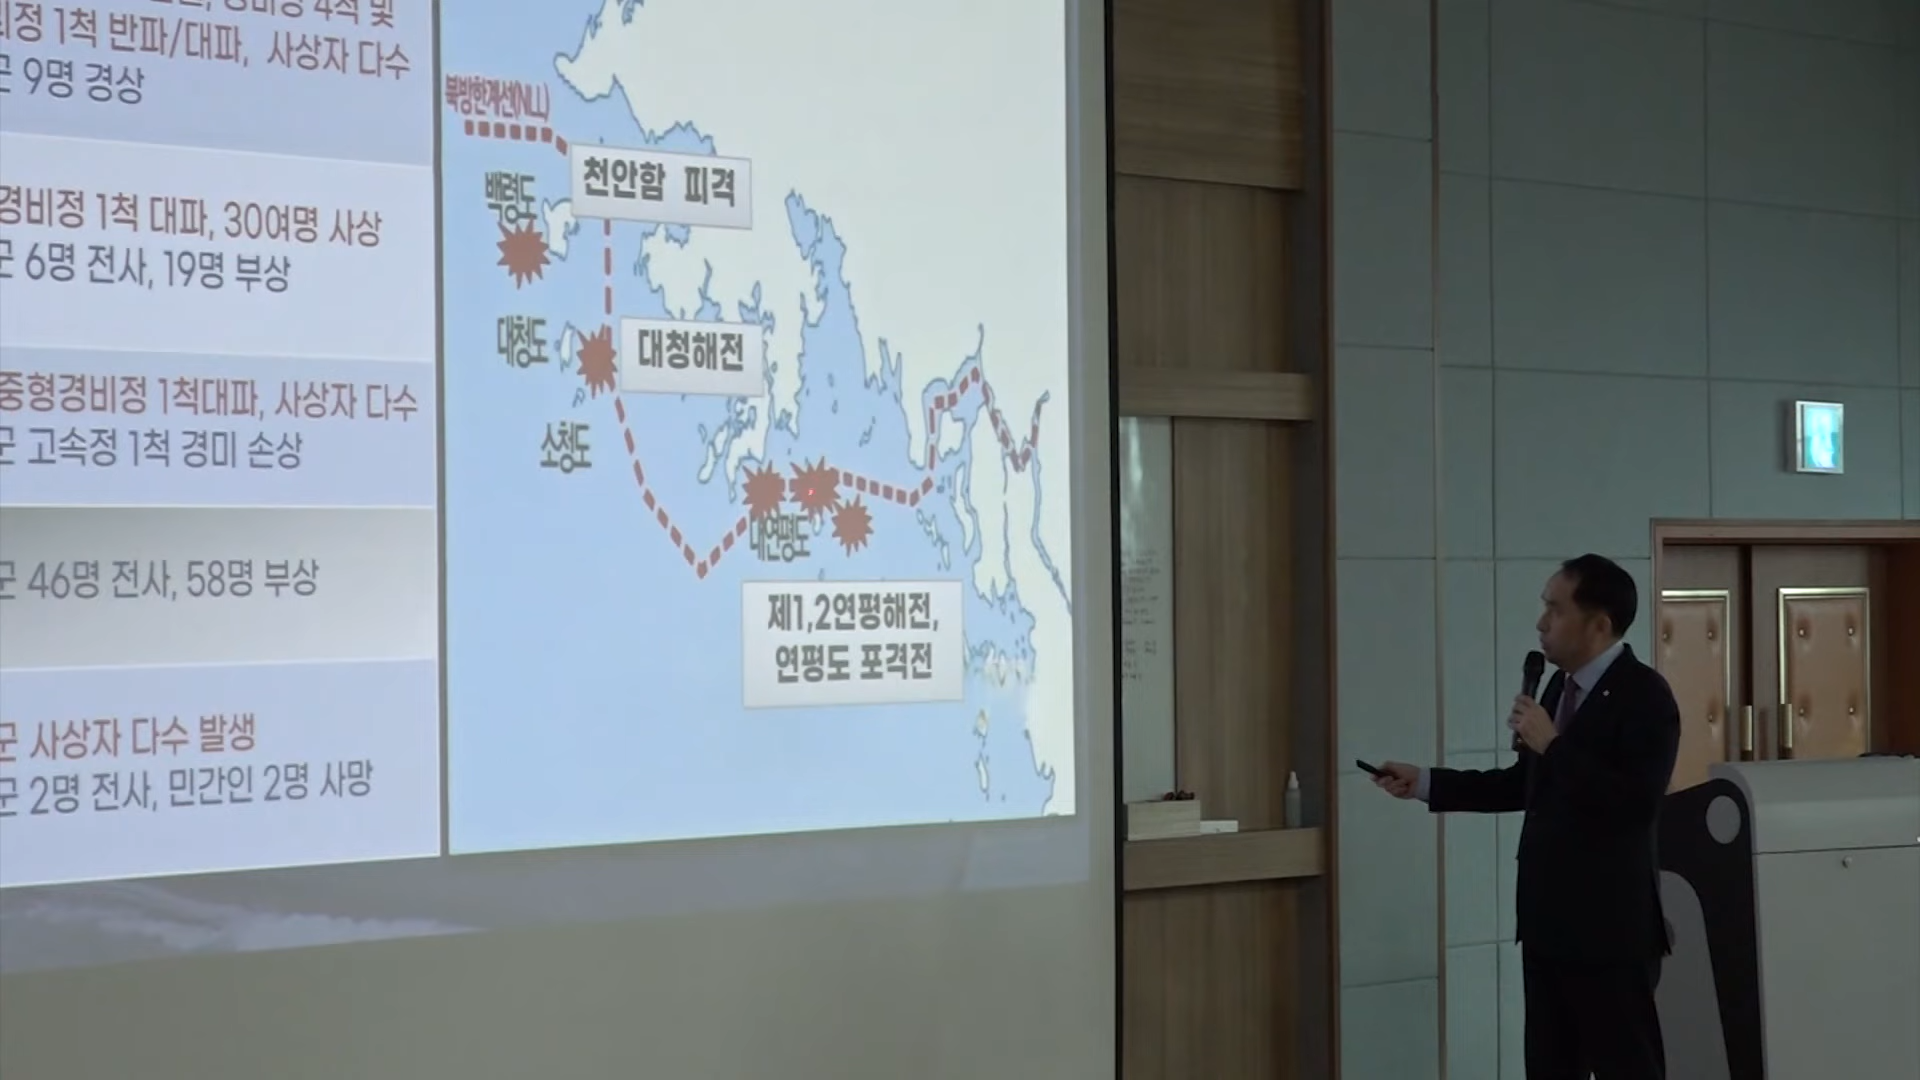 4척 및
1척 반파/대파, 사상자 다수
9명 경상
경비정 1척 대파, 30여명 사상
군 6명 전사, 19명 부상
중형경비정 1척대파, 사상자 다수
군 고속정 1척 경미 손상
군 46명 전사, 58명 부상
군 사상자 다수 발생
군 2명 전사, 민간인 2명 사망
북방한계선(NLL)
천안함 피격
백령도
대청도
대청해전
소청도
대연평도
제1,2연평해전,
연평도 포격전